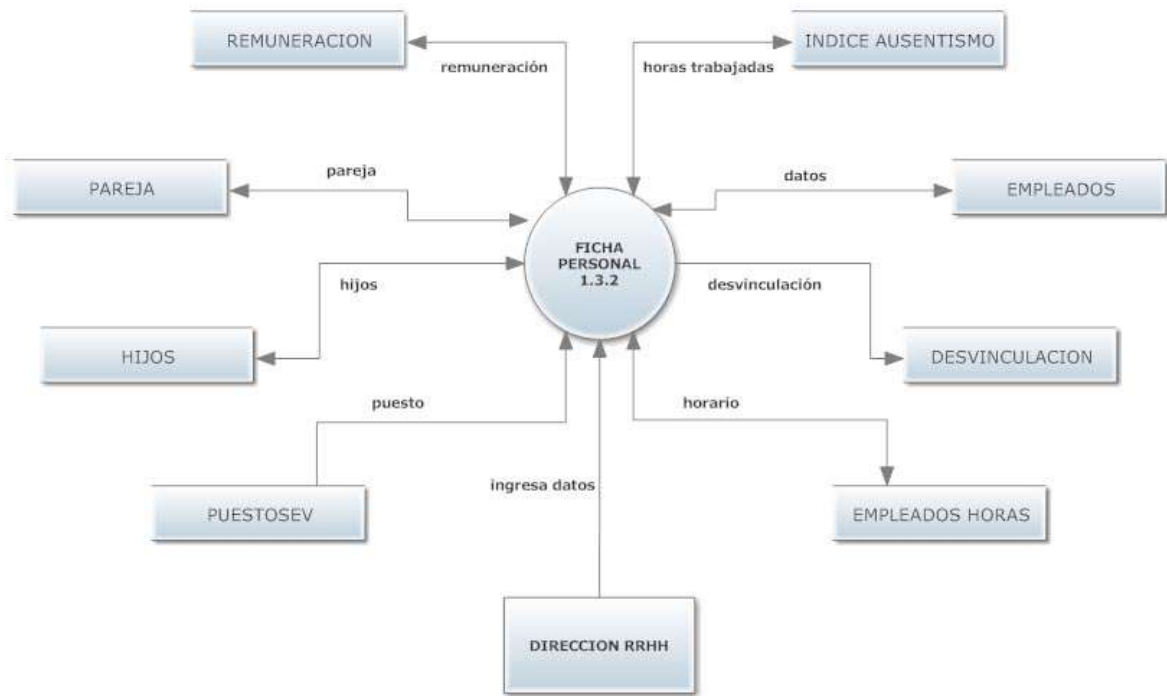 REMUNERACION
INDICE AUSENTISMO
remuneración
horas trabajadas
pareja
datos
PAREJA
EMPLEADOS
FICHA
PERSONAL
1.3.2
hijos
desvinculación
HIJOS
DESVINCULACION
puesto
horario
ingresa datos
PUESTOSEV
EMPLEADOS HORAS
DIRECCION RRHH